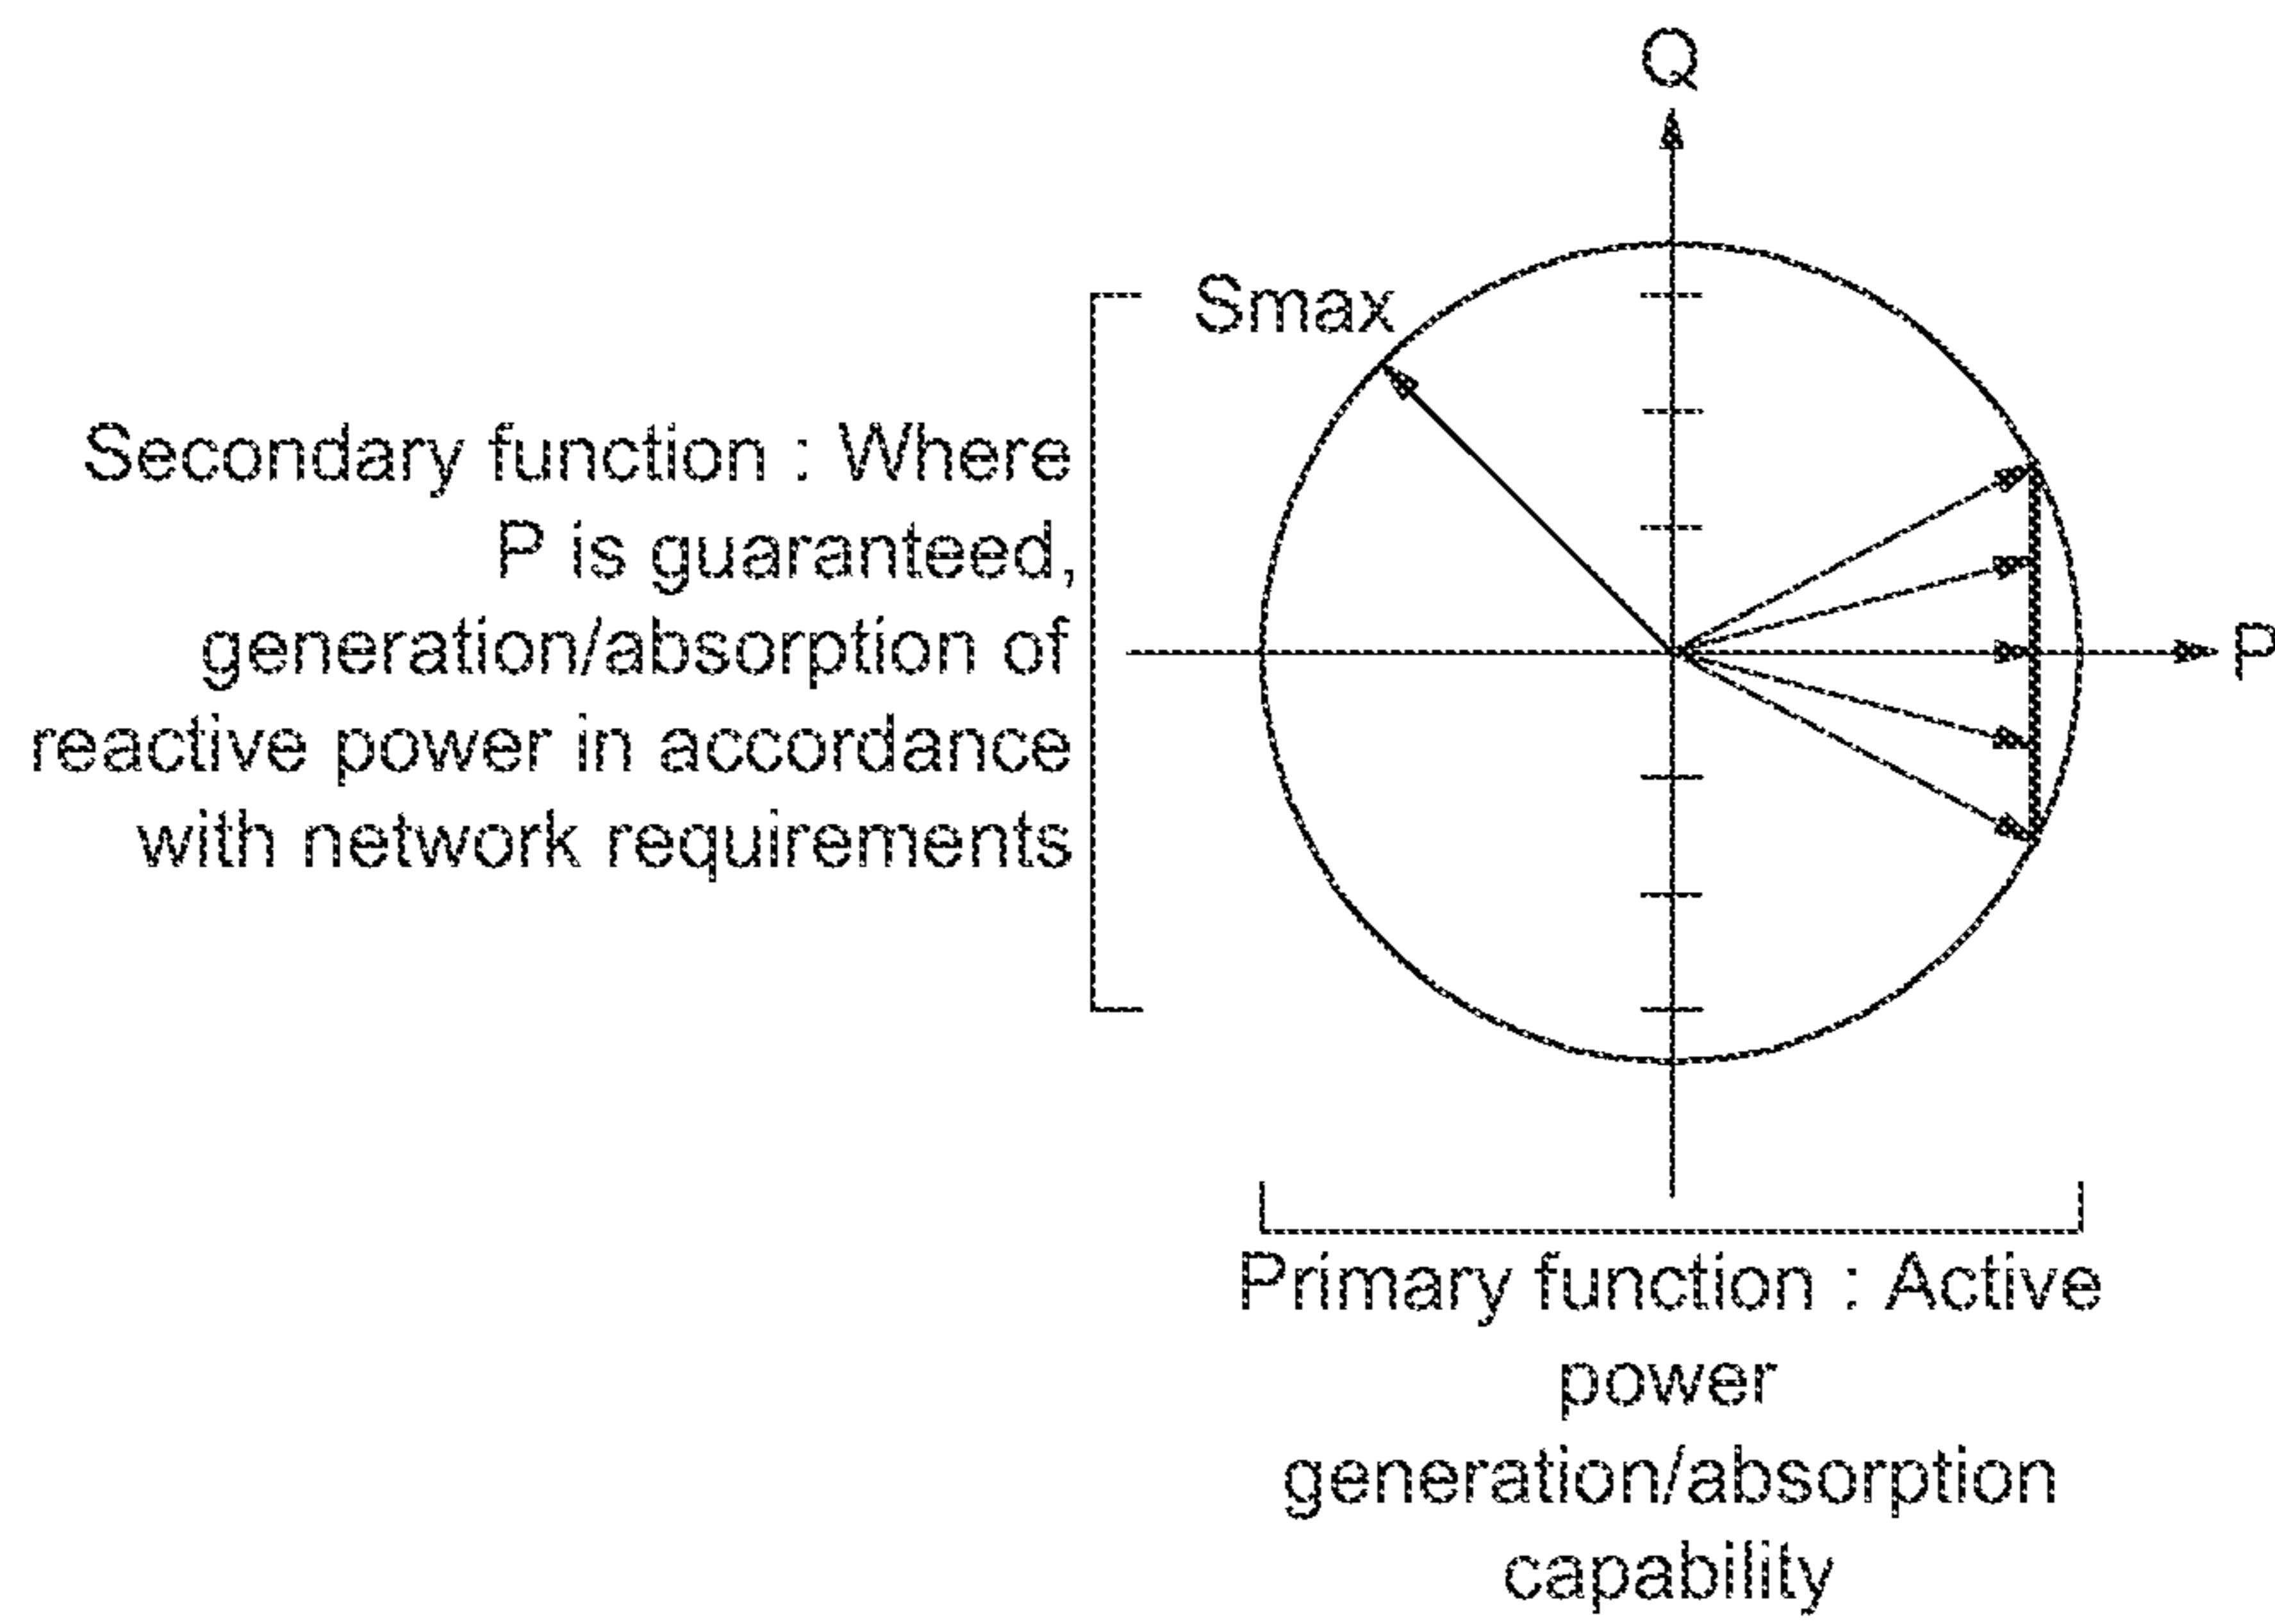 Q
Smax
Secondary function : Where
P is guaranteed,
generation/absorption of
reactive power in accordance
with network requirements
P
Primary function : Active
power
generation/absorption
capability